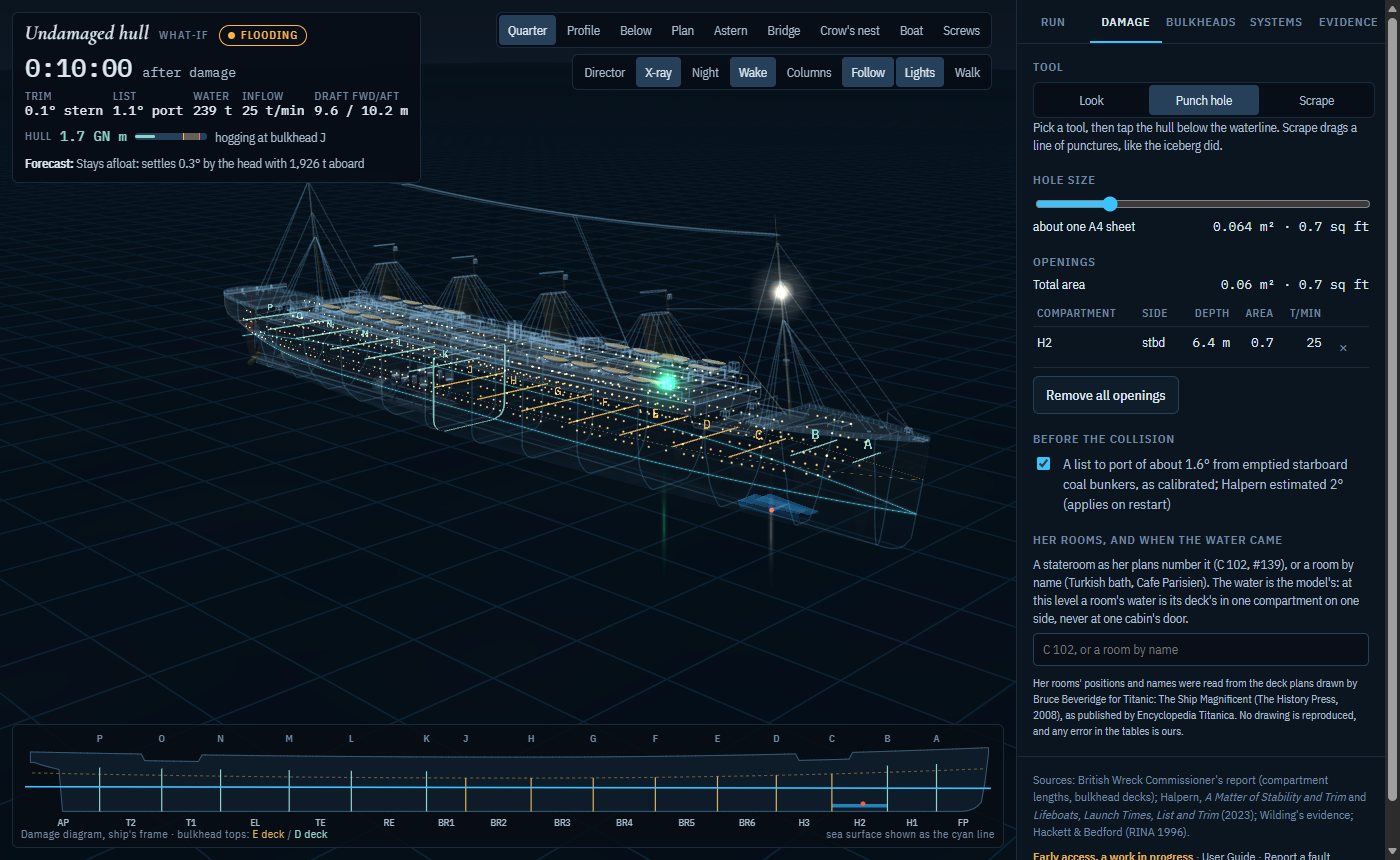 Undamaged hull WHAT-IF FLOODING
0:10:00 after damage
TRIM LIST WATER INFLOW DRAFT FWD/AFT
0.1° stern 1.1° port 239 t 25 t/min 9.6 / 10.2 m
HULL 1.7 GN m hogging at bulkhead J
Forecast: Stays afloat: settles 0.3° by the head with 1,926 t aboard
Quarter Profile Below Plan Astern Bridge Crow's nest Boat Screws
Director X-ray Night Wake Columns Follow Lights Walk
P O N M L K J H G F E D C B A
P O N M L K J H G F E D C B A
AP T2 T1 EL TE RE BR1 BR2 BR3 BR4 BR5 BR6 H3 H2 H1 FP
Damage diagram, ship's frame · bulkhead tops: E deck / D deck
sea surface shown as the cyan line
RUN DAMAGE BULKHEADS SYSTEMS EVIDENCE
TOOL
Look Punch hole Scrape
Pick a tool, then tap the hull below the waterline. Scrape drags a
line of punctures, like the iceberg did.
HOLE SIZE
about one A4 sheet 0.064 m² · 0.7 sq ft
OPENINGS
Total area 0.06 m² · 0.7 sq ft
COMPARTMENT SIDE DEPTH AREA T/MIN
H2 stbd 6.4 m 0.7 25 ×
Remove all openings
BEFORE THE COLLISION
A list to port of about 1.6° from emptied starboard
coal bunkers, as calibrated; Halpern estimated 2°
(applies on restart)
HER ROOMS, AND WHEN THE WATER CAME
A stateroom as her plans number it (C 102, #139), or a room by
name (Turkish bath, Cafe Parisien). The water is the model's: at
this level a room's water is its deck's in one compartment on one
side, never at one cabin's door.
C 102, or a room by name
Her rooms' positions and names were read from the deck plans drawn by
Bruce Beveridge for Titanic: The Ship Magnificent (The History Press,
2008), as published by Encyclopedia Titanica. No drawing is reproduced,
and any error in the tables is ours.
Sources: British Wreck Commissioner's report (compartment
lengths, bulkhead decks); Halpern, A Matter of Stability and Trim and
Lifeboats, Launch Times, List and Trim (2023); Wilding's evidence;
Hackett & Bedford (RINA 1996).
Early access, a work in progress · User Guide · Report a fault